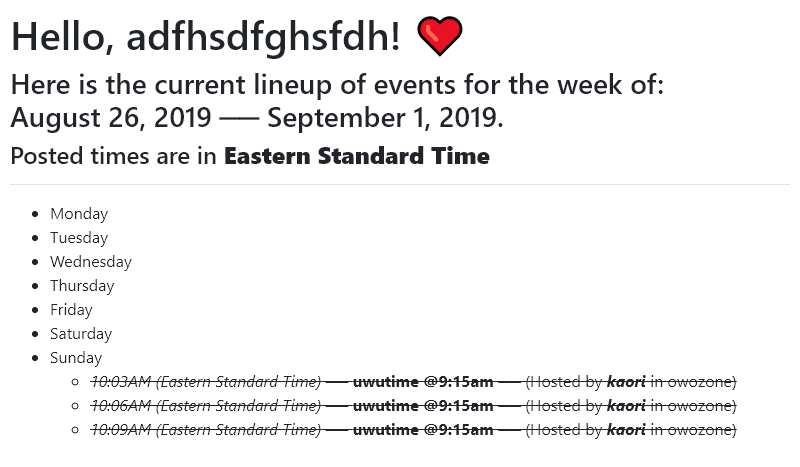 Hello, adfhsdfghsfdh! ❤
Here is the current lineup of events for the week of:
August 26, 2019 —— September 1, 2019.
Posted times are in Eastern Standard Time
Monday
Tuesday
Wednesday
Thursday
Friday
Saturday
Sunday
10:03AM (Eastern Standard Time) —— uwutime @9:15am —— (Hosted by kaori in owozone)
10:06AM (Eastern Standard Time) —— uwutime @9:15am —— (Hosted by kaori in owozone)
10:09AM (Eastern Standard Time) —— uwutime @9:15am —— (Hosted by kaori in owozone)